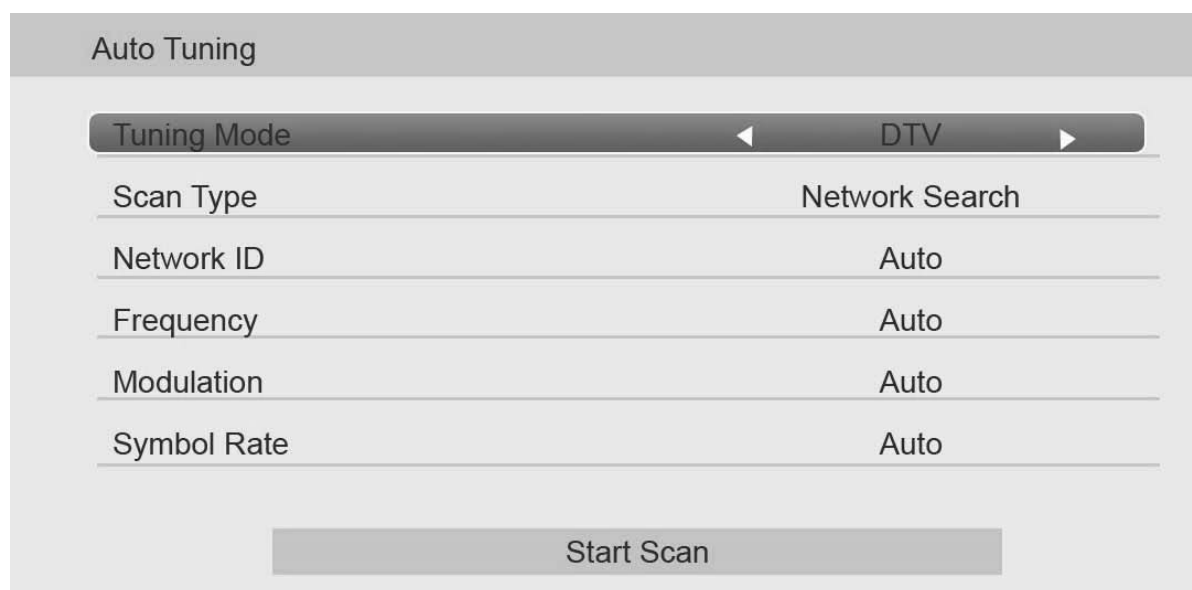 Auto Tuning
Tuning Mode DTV
Scan Type Network Search
Network ID Auto
Frequency Auto
Modulation Auto
Symbol Rate Auto
Start Scan